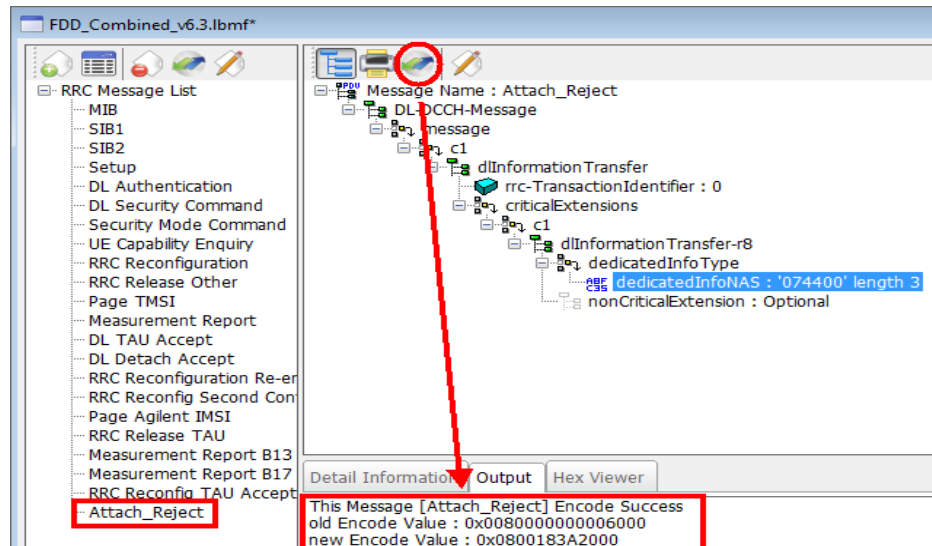 FDD_Combined_v6.3.lbmf*
RRC Message List
MIB
SIB1
SIB2
Setup
DL Authentication
DL Security Command
Security Mode Command
UE Capability Enquiry
RRC Reconfiguration
RRC Release Other
Page TMSI
Measurement Report
DL TAU Accept
DL Detach Accept
RRC Reconfiguration Re-er
RRC Reconfig Second Con
Page Agilent IMSI
RRC Release TAU
Measurement Report B13
Measurement Report B17
RRC Reconfig TAU Accept
Attach_Reject
PDU Message Name : Attach_Reject
DL-DCCH-Message
message
c1
dlInformationTransfer
rrc-TransactionIdentifier : 0
criticalExtensions
c1
dlInformationTransfer-r8
dedicatedInfoType
ABF C35 dedicatedInfoNAS : '074400' length 3
nonCriticalExtension : Optional
Detail Information Output Hex Viewer
This Message [Attach_Reject] Encode Success
old Encode Value : 0x0080000000006000
new Encode Value : 0x0800183A2000